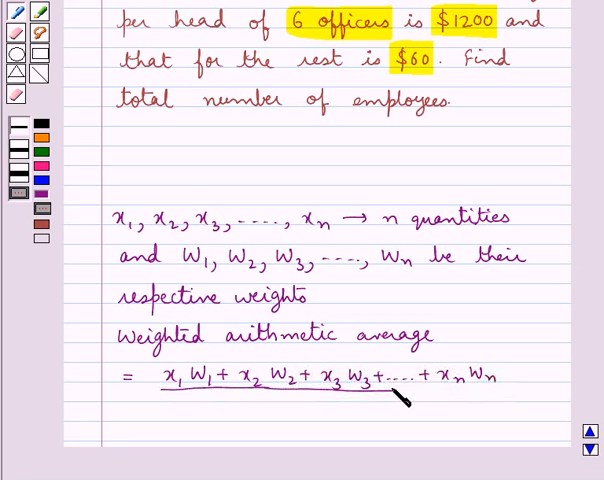 per head of 6 officers is $1200 and
that for the rest is $60. Find
total number of employees.
x₁, x₂, x₃, ----, xₙ → n quantities
and W₁, W₂, W₃, ----, Wₙ be their
respective weights
Weighted arithmetic average
= x₁ W₁ + x₂ W₂ + x₃ W₃ + .... + xₙ Wₙ